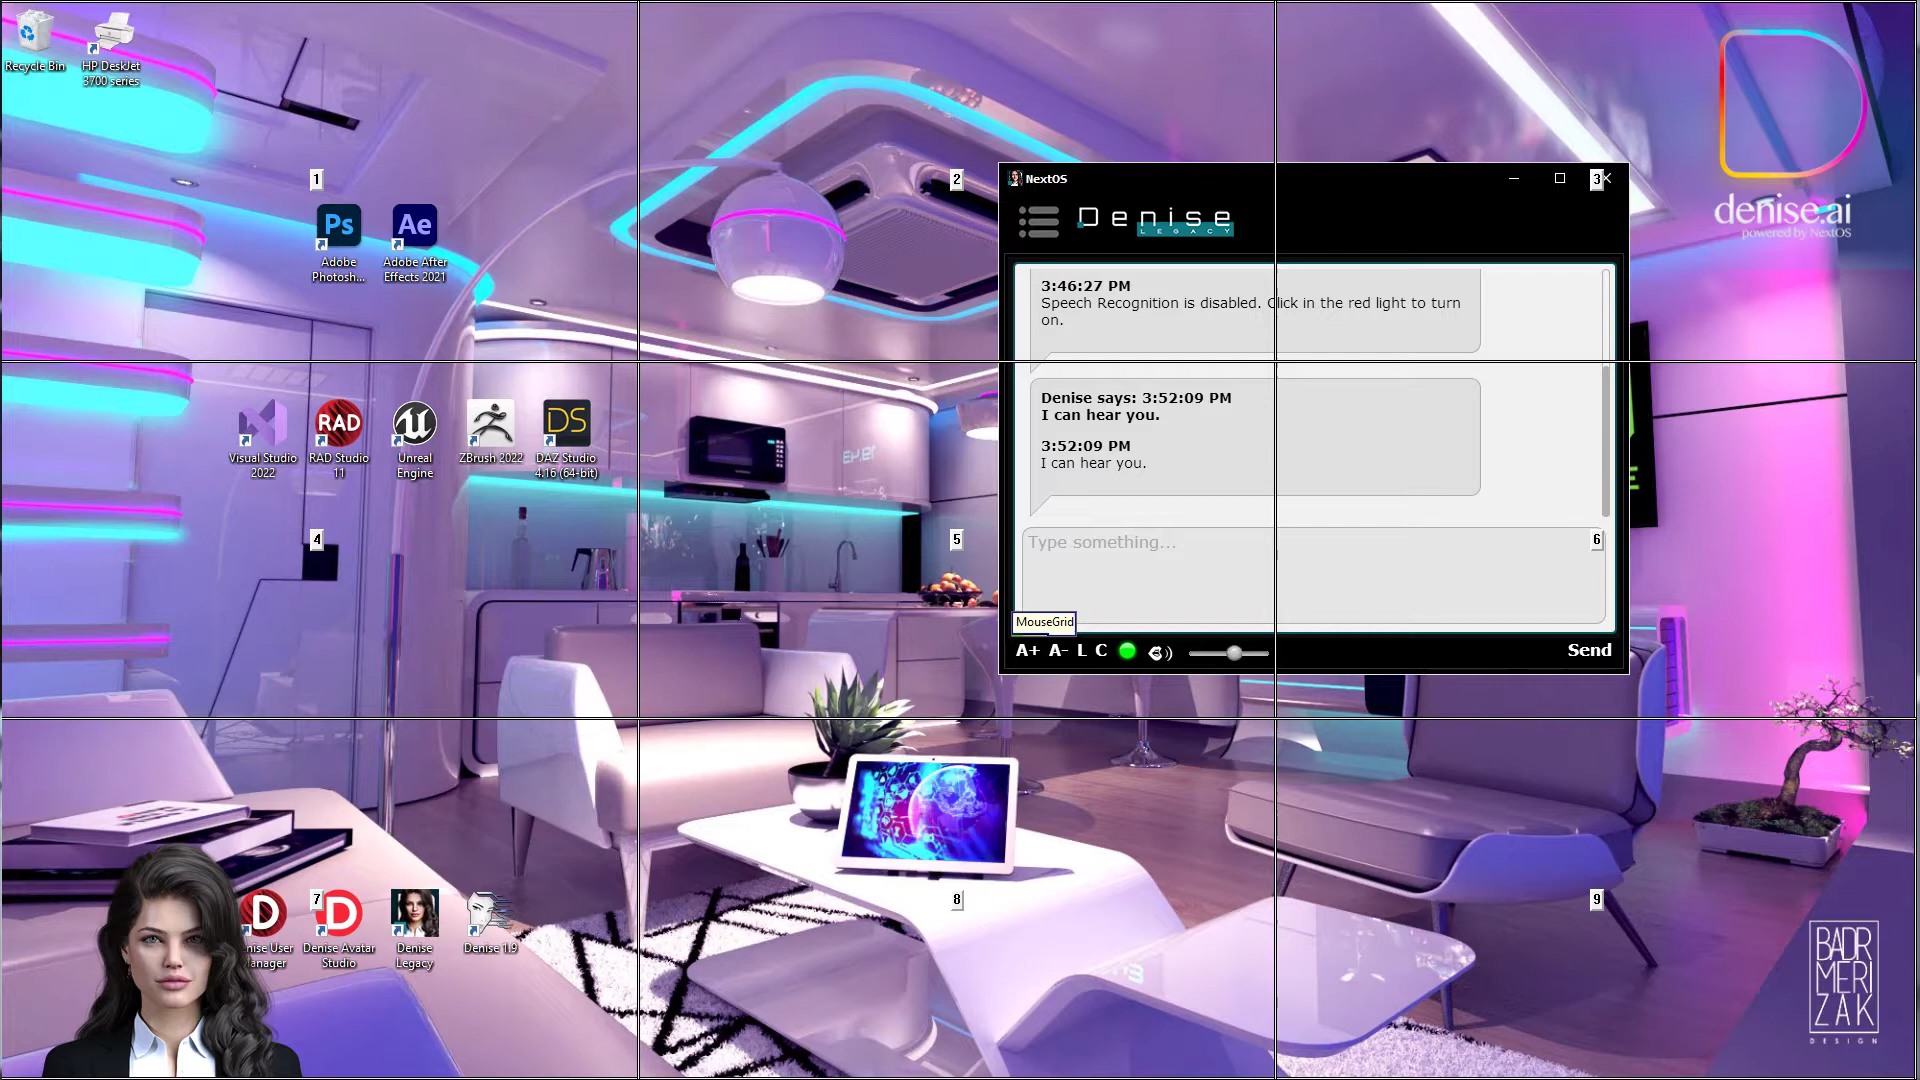 Recycle Bin
HP DeskJet
3700 series
1
2
3
denise.ai
powered by NextOS
Ps
Adobe
Photosh...
Ae
Adobe After
Effects 2021
NextOS
Denise
LEGACY
3:46:27 PM
Speech Recognition is disabled. Click in the red light to turn
on.
Denise says: 3:52:09 PM
I can hear you.
3:52:09 PM
I can hear you.
Type something...
MouseGrid
A+ A- L C
Send
Visual Studio
2022
RAD
RAD Studio
11
Unreal
Engine
ZBrush 2022
DS
DAZ Studio
4.16 (64-bit)
4
5
6
7
8
9
nise User
anager
Denise Avatar
Studio
Denise
Legacy
Denise 1.9
BADR
MERI
ZAK
DESIGN